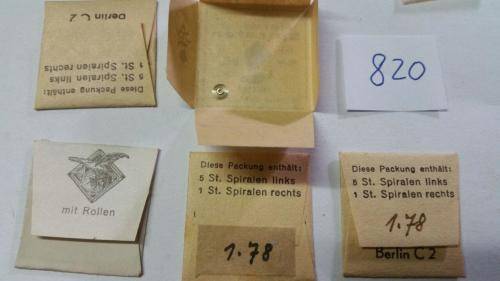 Berlin C 2
Diese Packung enthält:
5 St. Spiralen links
1 St. Spiralen rechts
820
mit Rollen
Diese Packung enthält:
5 St. Spiralen links
1 St. Spiralen rechts
1.78
Diese Packung enthält:
5 St. Spiralen links
1 St. Spiralen rechts
1.78
Berlin C 2